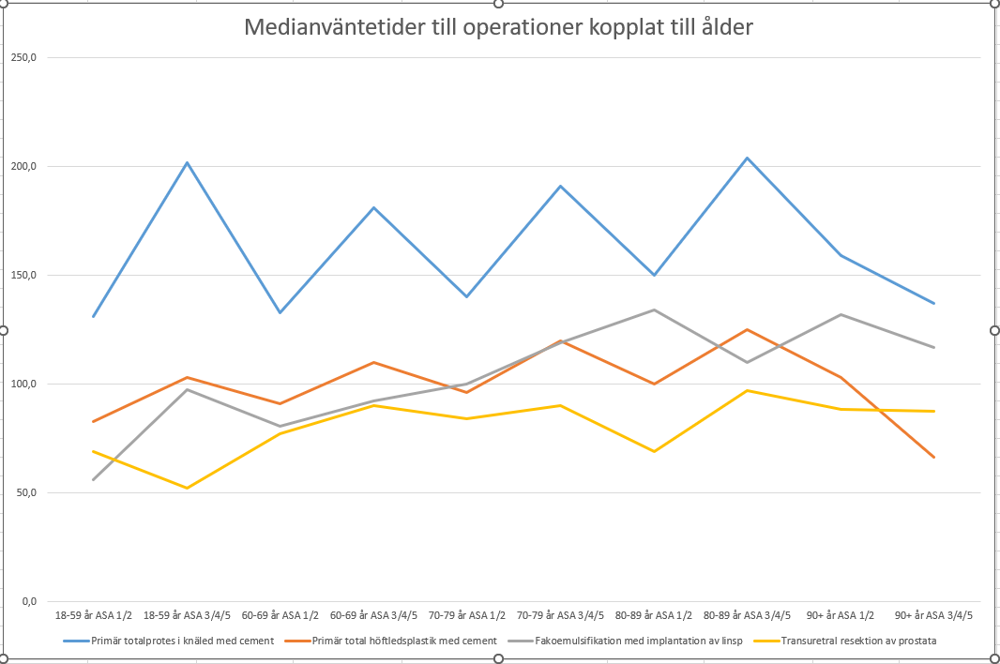 Medianväntetider till operationer kopplat till ålder
250,0
200,0
150,0
100,0
50,0
0,0
18-59 år ASA 1/2 18-59 år ASA 3/4/5 60-69 år ASA 1/2 60-69 år ASA 3/4/5 70-79 år ASA 1/2 70-79 år ASA 3/4/5 80-89 år ASA 1/2 80-89 år ASA 3/4/5 90+ år ASA 1/2 90+ år ASA 3/4/5
Primär totalprotes i knäled med cement Primär total höftledsplastik med cement Fakoemulsifikation med implantation av linsp Transuretral resektion av prostata